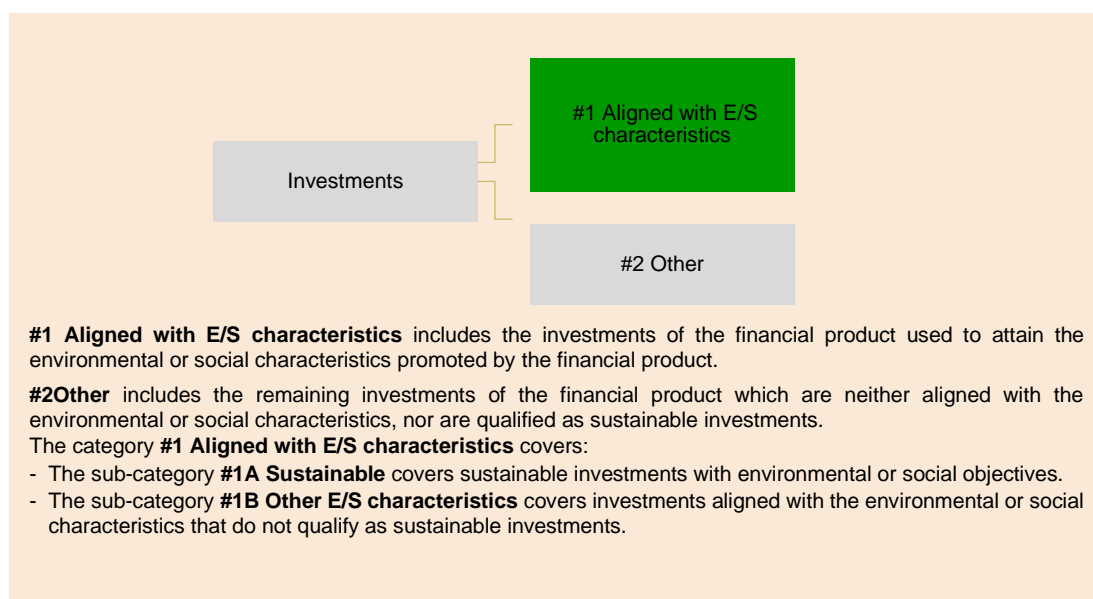 #1 Aligned with E/S
characteristics
Investments
#2 Other
#1 Aligned with E/S characteristics includes the investments of the financial product used to attain the
environmental or social characteristics promoted by the financial product.
#2Other includes the remaining investments of the financial product which are neither aligned with the
environmental or social characteristics, nor are qualified as sustainable investments.
The category #1 Aligned with E/S characteristics covers:
- The sub-category #1A Sustainable covers sustainable investments with environmental or social objectives.
- The sub-category #1B Other E/S characteristics covers investments aligned with the environmental or social
characteristics that do not qualify as sustainable investments.